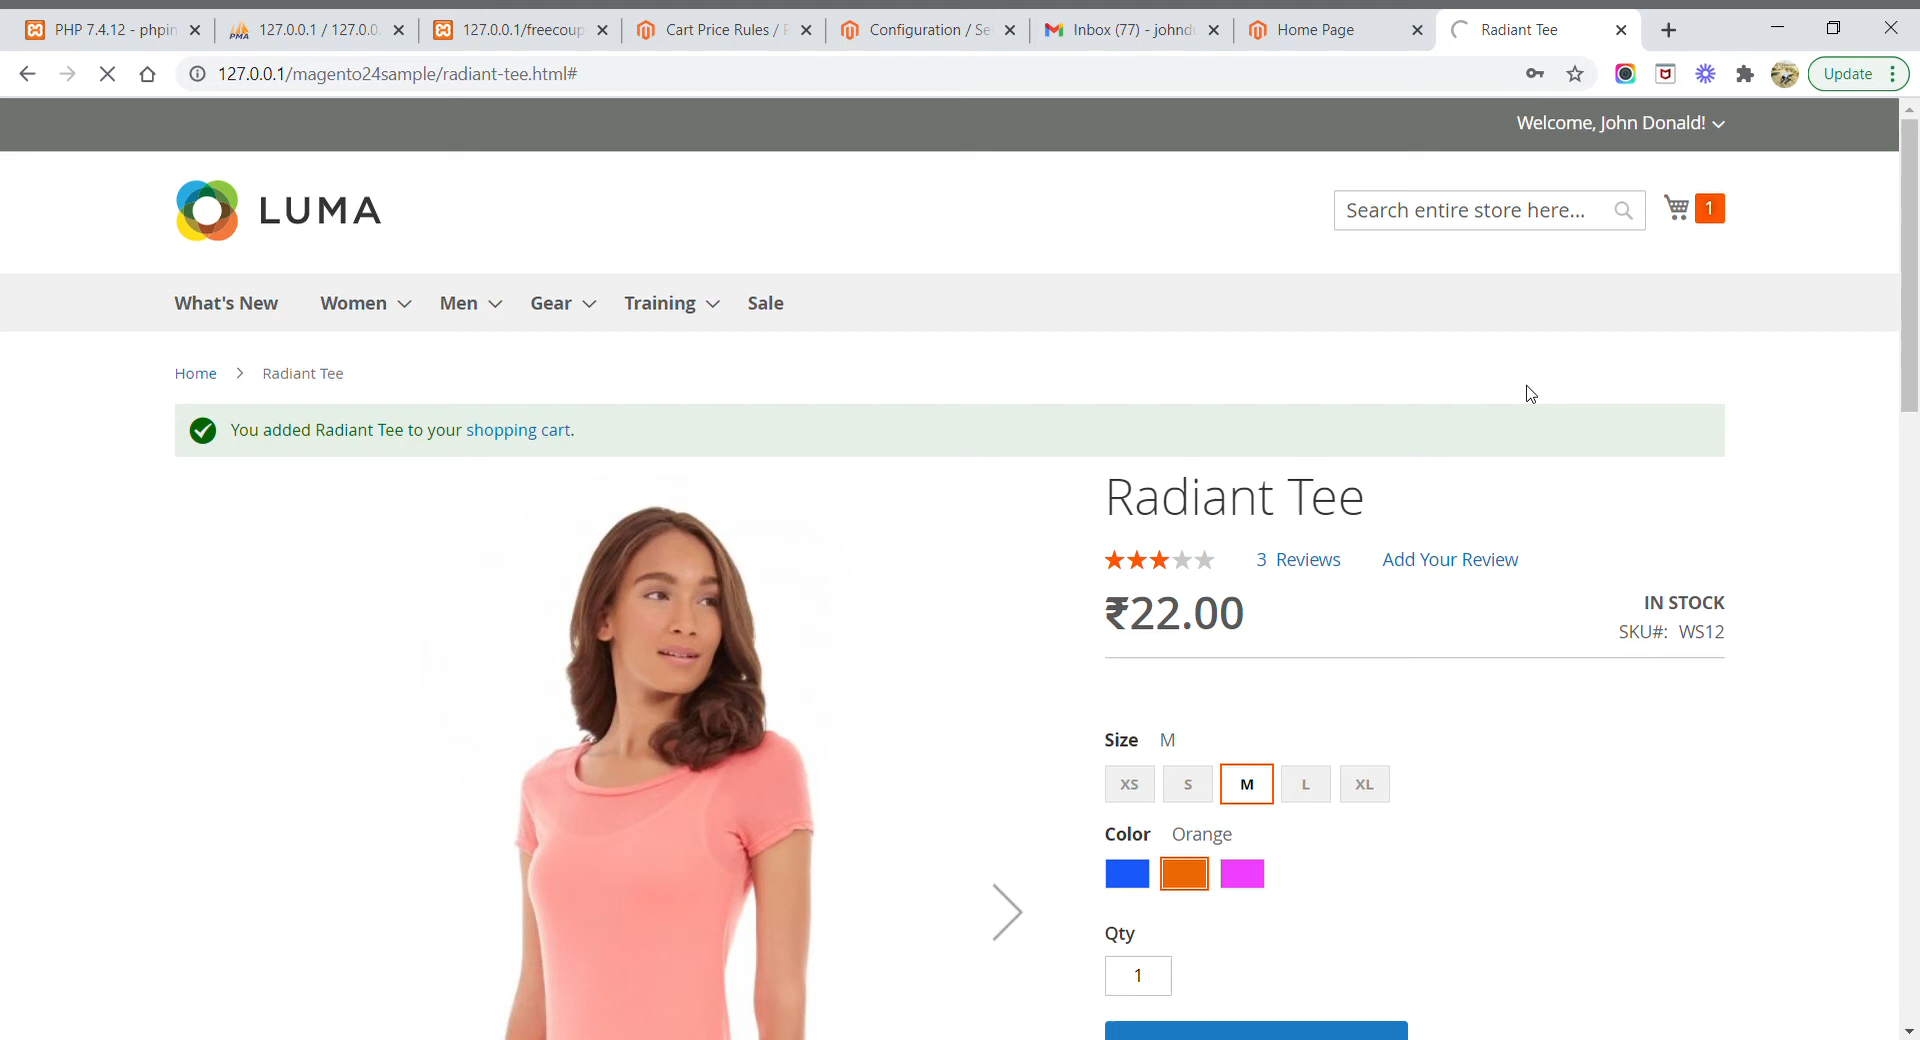 PHP 7.4.12 - phpin
127.0.0.1 / 127.0.0.
127.0.0.1/freecoup
Cart Price Rules /
Configuration / Se
Inbox (77) - johndu
Home Page
Radiant Tee
127.0.0.1/magento24sample/radiant-tee.html#
Update
Welcome, John Donald!
LUMA
Search entire store here...
1
What's New Women Men Gear Training Sale
Home > Radiant Tee
You added Radiant Tee to your shopping cart.
Radiant Tee
3 Reviews Add Your Review
₹22.00
IN STOCK
SKU#: WS12
Size M
XS S M L XL
Color Orange
Qty
1